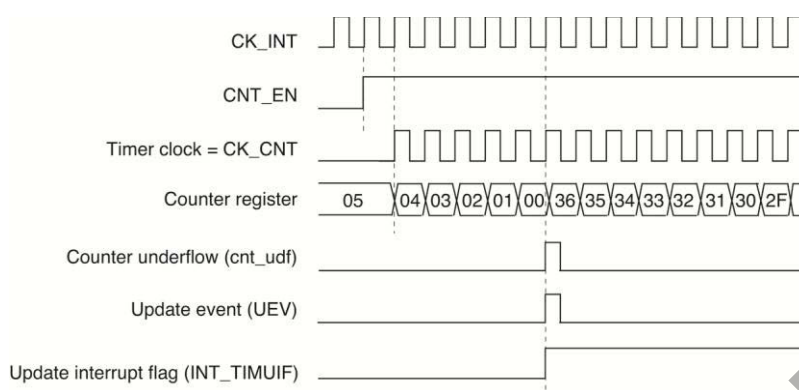 CK_INT
CNT_EN
Timer clock = CK_CNT
Counter register 05 04 03 02 01 00 36 35 34 33 32 31 30 2F
Counter underflow (cnt_udf)
Update event (UEV)
Update interrupt flag (INT_TIMUIF)